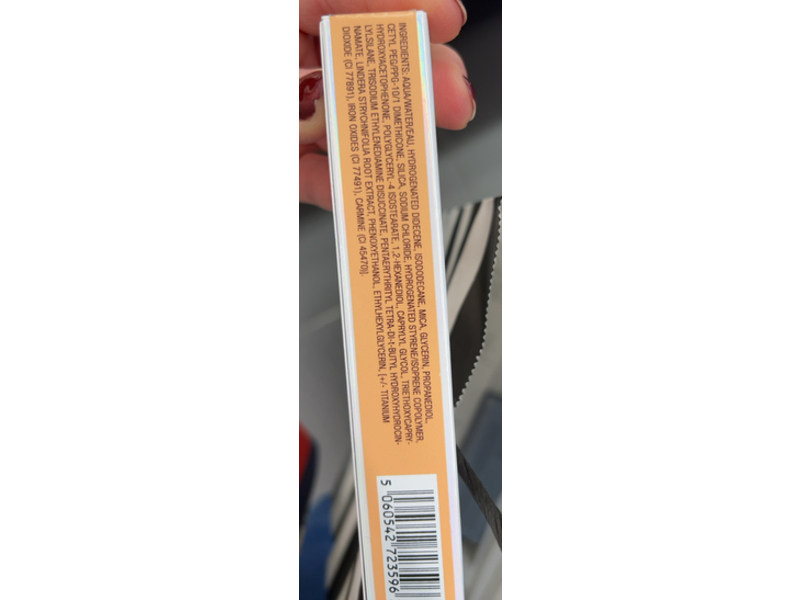 INGREDIENTS: AQUA/WATER/EAU, HYDROGENATED DIDECENE, ISODODECANE, MICA, GLYCERIN, PROPANEDIOL,
CETYL PEG/PPG-10/1 DIMETHICONE, SILICA, SODIUM CHLORIDE, HYDROGENATED STYRENE/ISOPRENE COPOLYMER,
HYDROXYACETOPHENONE, POLYGLYCERYL-4 ISOSTEARATE, 1,2-HEXANEDIOL, CAPRYLYL GLYCOL, TRIETHOXYCAPRY-
LYLSILANE, TRISODIUM ETHYLENEDIAMINE DISUCCINATE, PENTAERYTHRITYL TETRA-DI-t-BUTYL HYDROXYHYDROCIN-
NAMATE, LINDERA STRYCHNIFOLIA ROOT EXTRACT, PHENOXYETHANOL, ETHYLHEXYLGLYCERIN, [+/- TITANIUM
DIOXIDE (CI 77891), IRON OXIDES (CI 77491), CARMINE (CI 45470)].
5 060542 723596